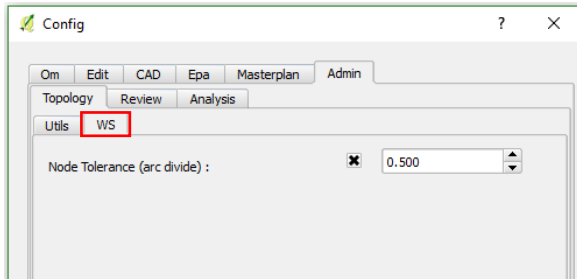 Config ?
Om Edit CAD Epa Masterplan Admin
Topology Review Analysis
Utils WS
Node Tolerance (arc divide) : 0.500